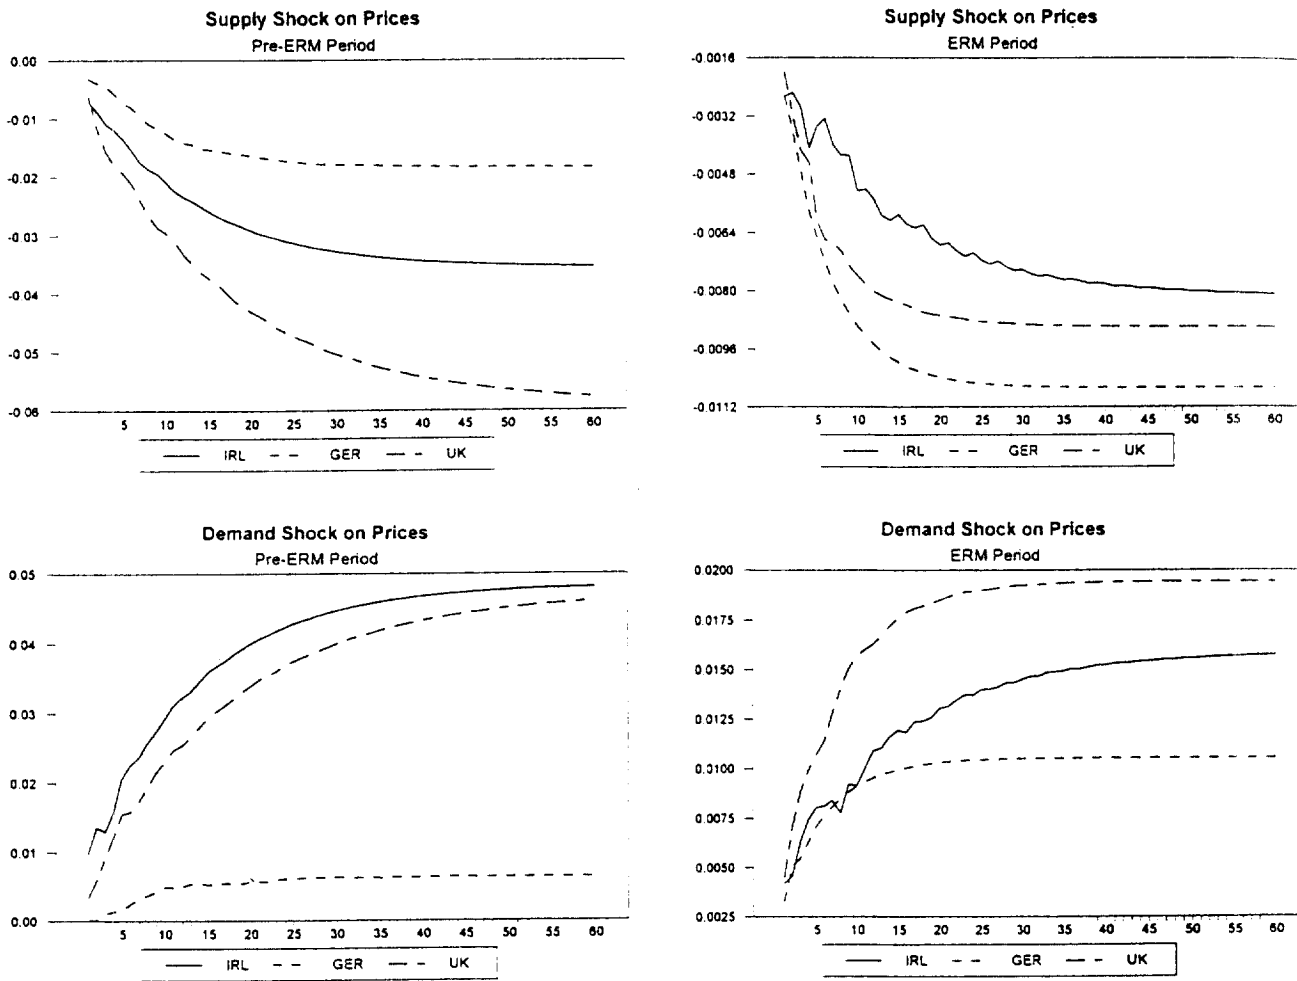 Supply Shock on Prices
Pre-ERM Period
0.00
-0.01
-0.02
-0.03
-0.04
-0.05
-0.06
5 10 15 20 25 30 35 40 45 50 55 60
IRL GER UK
Supply Shock on Prices
ERM Period
-0.0016
-0.0032
-0.0048
-0.0064
-0.0080
-0.0096
-0.0112
5 10 15 20 25 30 35 40 45 50 55 60
IRL GER UK
Demand Shock on Prices
Pre-ERM Period
0.05
0.04
0.03
0.02
0.01
0.00
5 10 15 20 25 30 35 40 45 50 55 60
IRL GER UK
Demand Shock on Prices
ERM Period
0.0200
0.0175
0.0150
0.0125
0.0100
0.0075
0.0050
0.0025
5 10 15 20 25 30 35 40 45 50 55 60
IRL GER UK